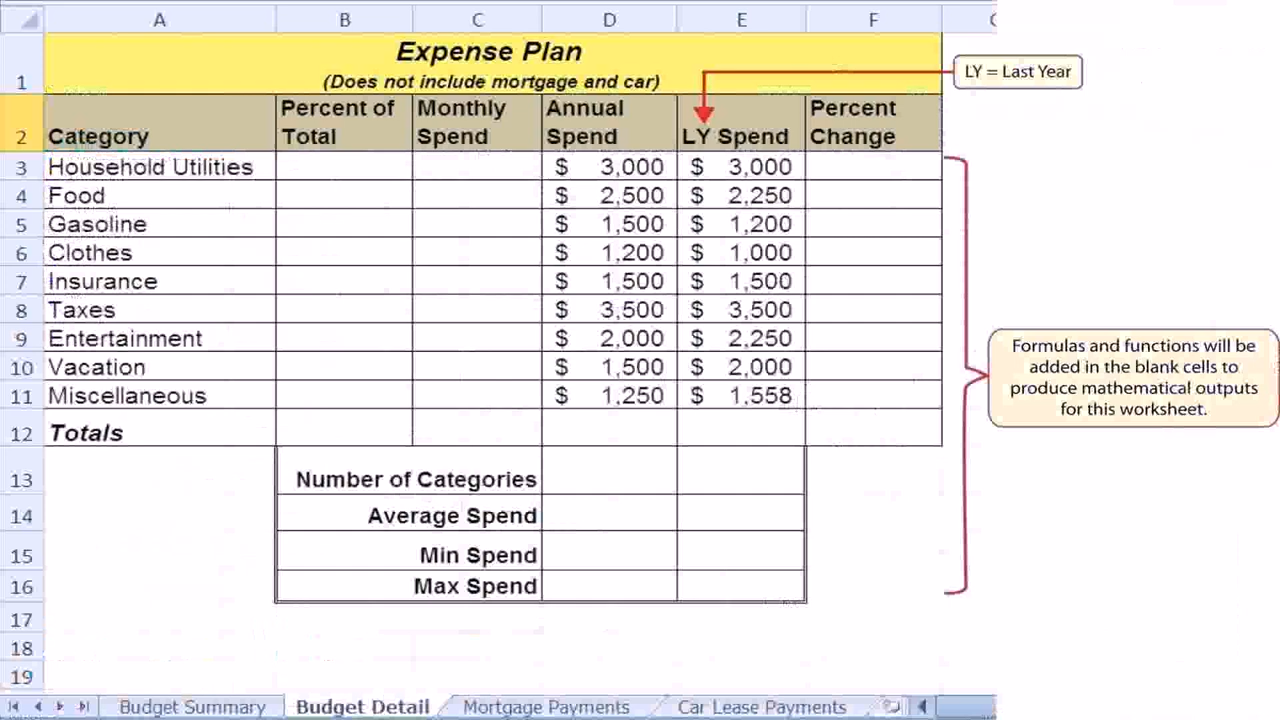 A B C D E F
1 Expense Plan
(Does not include mortgage and car)
LY = Last Year
2 Category Percent of Total Monthly Spend Annual Spend LY Spend Percent Change
3 Household Utilities $ 3,000 $ 3,000
4 Food $ 2,500 $ 2,250
5 Gasoline $ 1,500 $ 1,200
6 Clothes $ 1,200 $ 1,000
7 Insurance $ 1,500 $ 1,500
8 Taxes $ 3,500 $ 3,500
9 Entertainment $ 2,000 $ 2,250
10 Vacation $ 1,500 $ 2,000
11 Miscellaneous $ 1,250 $ 1,558
12 Totals
13 Number of Categories
14 Average Spend
15 Min Spend
16 Max Spend
17
18
19
Formulas and functions will be
added in the blank cells to
produce mathematical outputs
for this worksheet.
Budget Summary Budget Detail Mortgage Payments Car Lease Payments